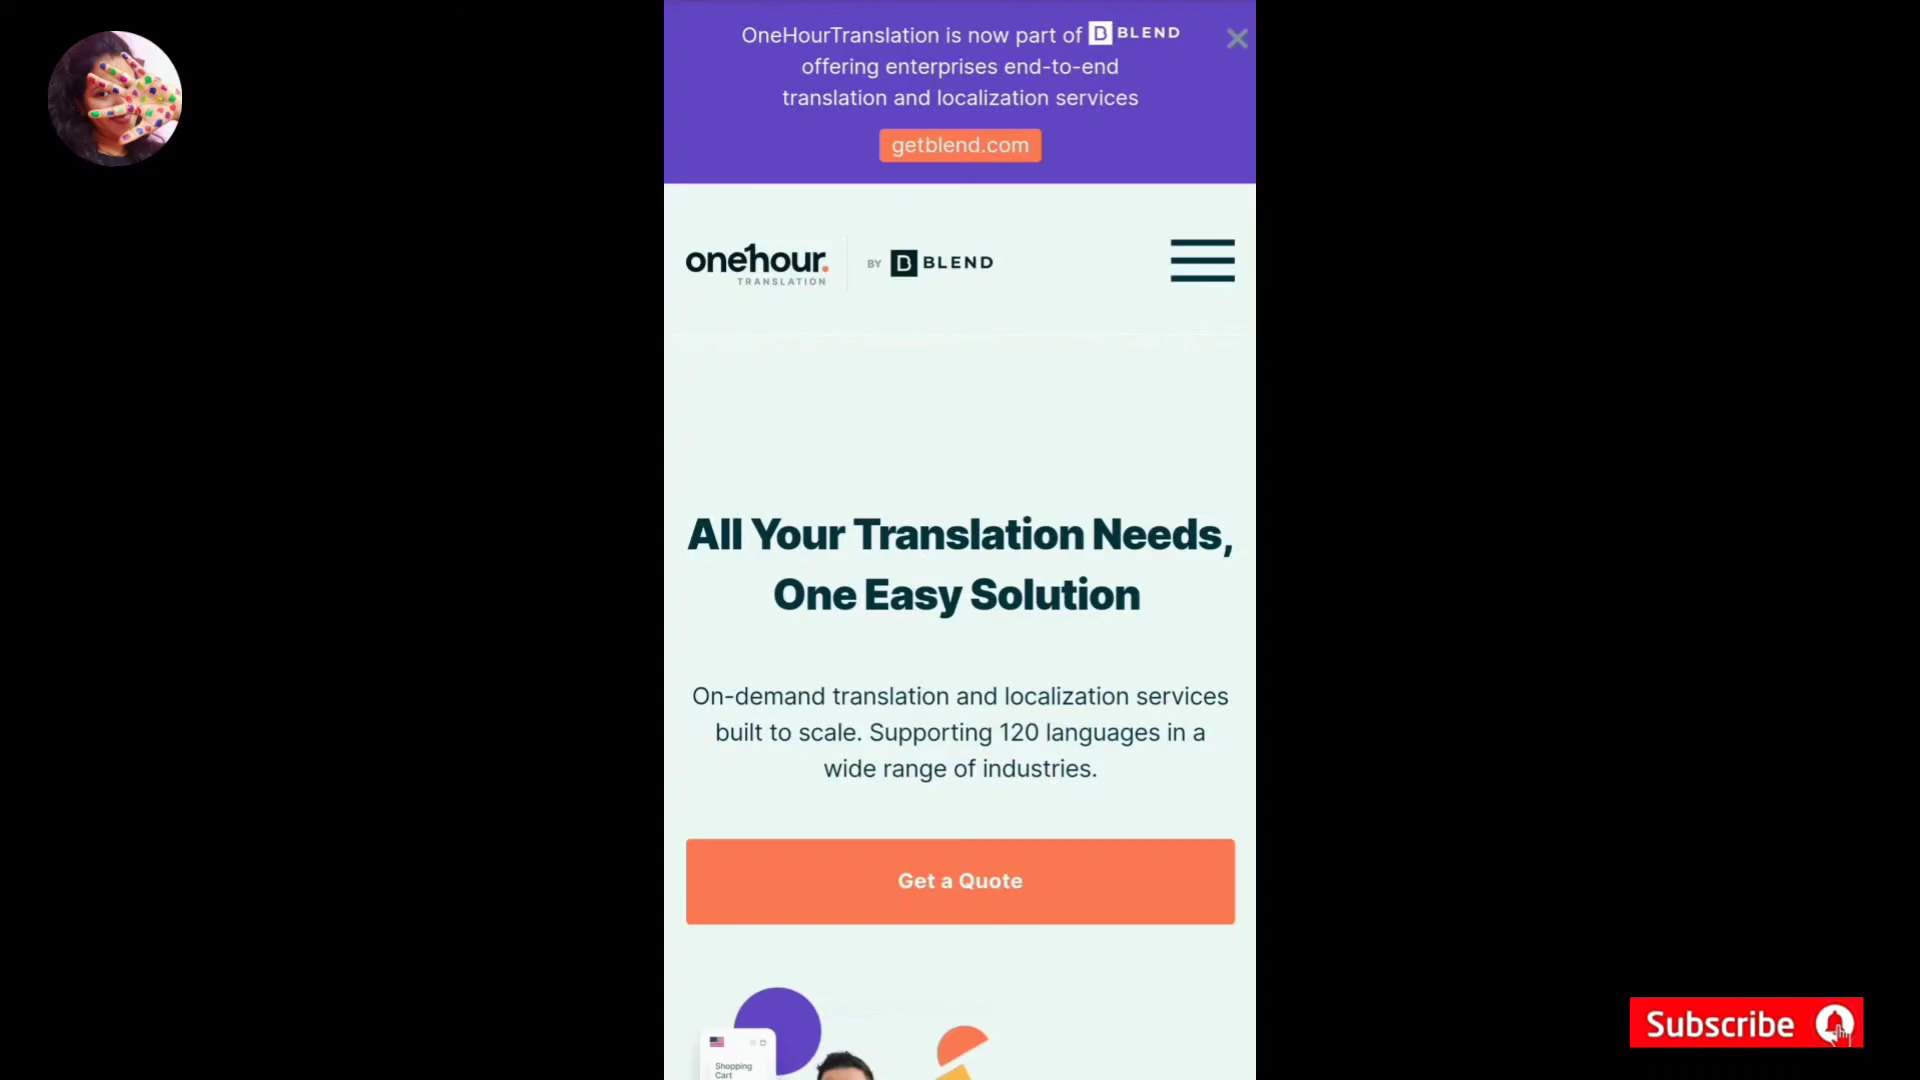 OneHourTranslation is now part of BLEND
offering enterprises end-to-end
translation and localization services
getblend.com
onehour.
TRANSLATION
BY BLEND
All Your Translation Needs,
One Easy Solution
On-demand translation and localization services
built to scale. Supporting 120 languages in a
wide range of industries.
Get a Quote
Shopping
Cart
Subscribe